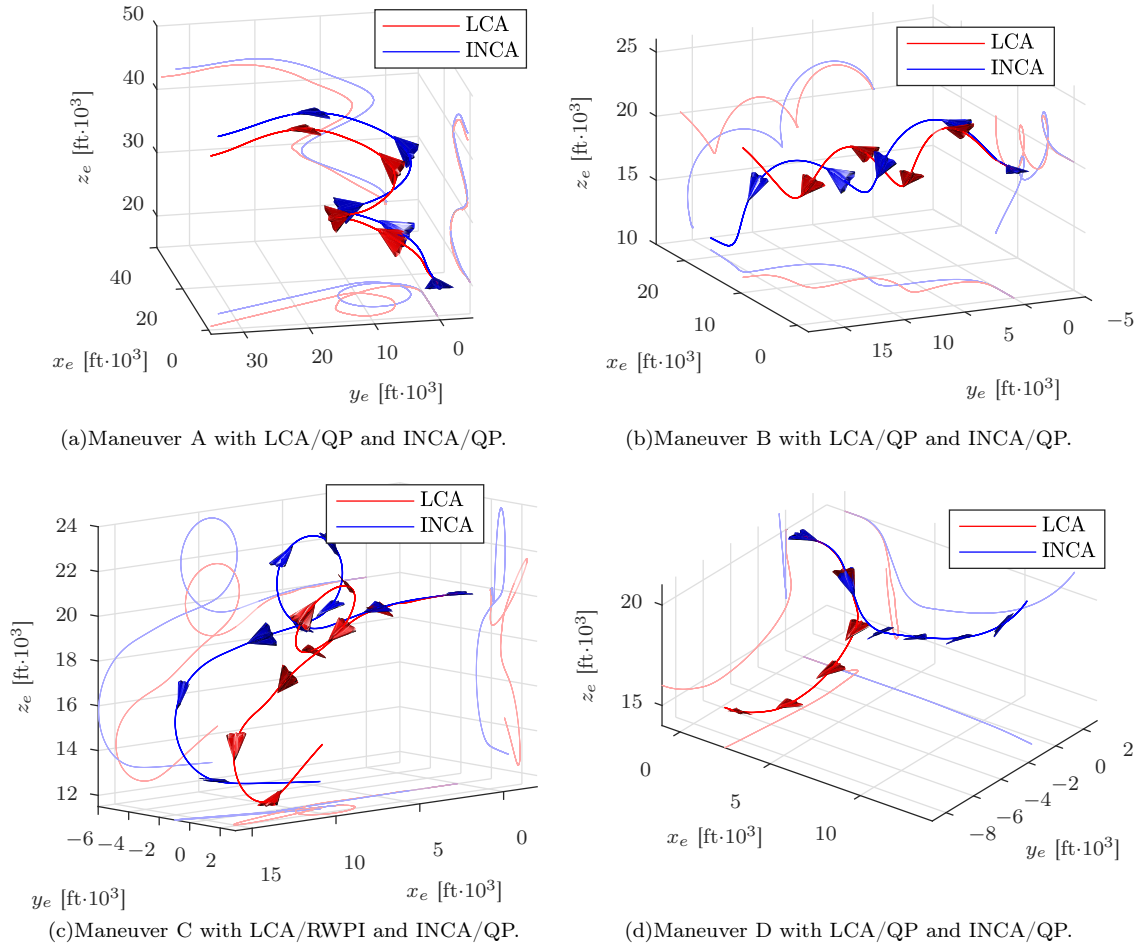 50
40
30
20
z_e [ft·10^3]
LCA
INCA
40
20
0
x_e [ft·10^3]
30
20
10
0
y_e [ft·10^3]
(a)Maneuver A with LCA/QP and INCA/QP.
25
20
15
10
z_e [ft·10^3]
LCA
INCA
20
10
0
x_e [ft·10^3]
15
10
5
0
−5
y_e [ft·10^3]
(b)Maneuver B with LCA/QP and INCA/QP.
24
22
20
18
16
14
12
z_e [ft·10^3]
LCA
INCA
−6
−4
−2
0
2
y_e [ft·10^3]
15
10
5
0
x_e [ft·10^3]
(c)Maneuver C with LCA/RWPI and INCA/QP.
20
15
z_e [ft·10^3]
LCA
INCA
0
5
10
x_e [ft·10^3]
2
0
−2
−4
−6
−8
y_e [ft·10^3]
(d)Maneuver D with LCA/QP and INCA/QP.